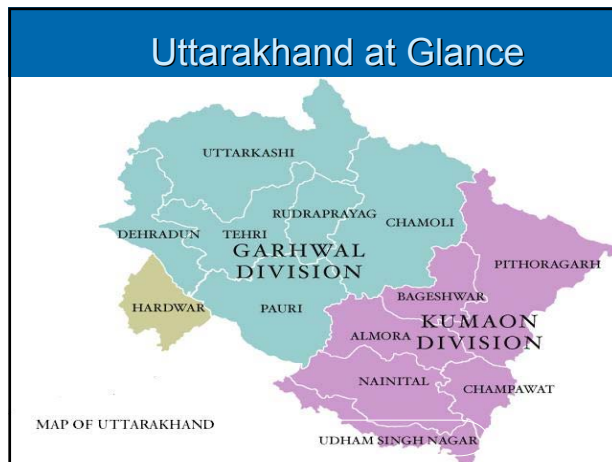 Uttarakhand at Glance
UTTARKASHI
RUDRAPRAYAG
CHAMOLI
DEHRADUN
TEHRI
GARHWAL
DIVISION
PITHORAGARH
HARDWAR
PAURI
BAGESHWAR
KUMAON
DIVISION
ALMORA
NAINITAL
CHAMPAWAT
MAP OF UTTARAKHAND
UDHAM SINGH NAGAR